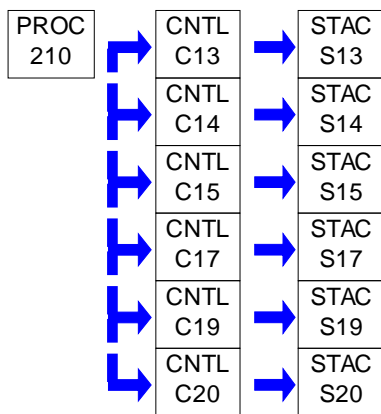 PROC
210
CNTL
C13
STAC
S13
CNTL
C14
STAC
S14
CNTL
C15
STAC
S15
CNTL
C17
STAC
S17
CNTL
C19
STAC
S19
CNTL
C20
STAC
S20